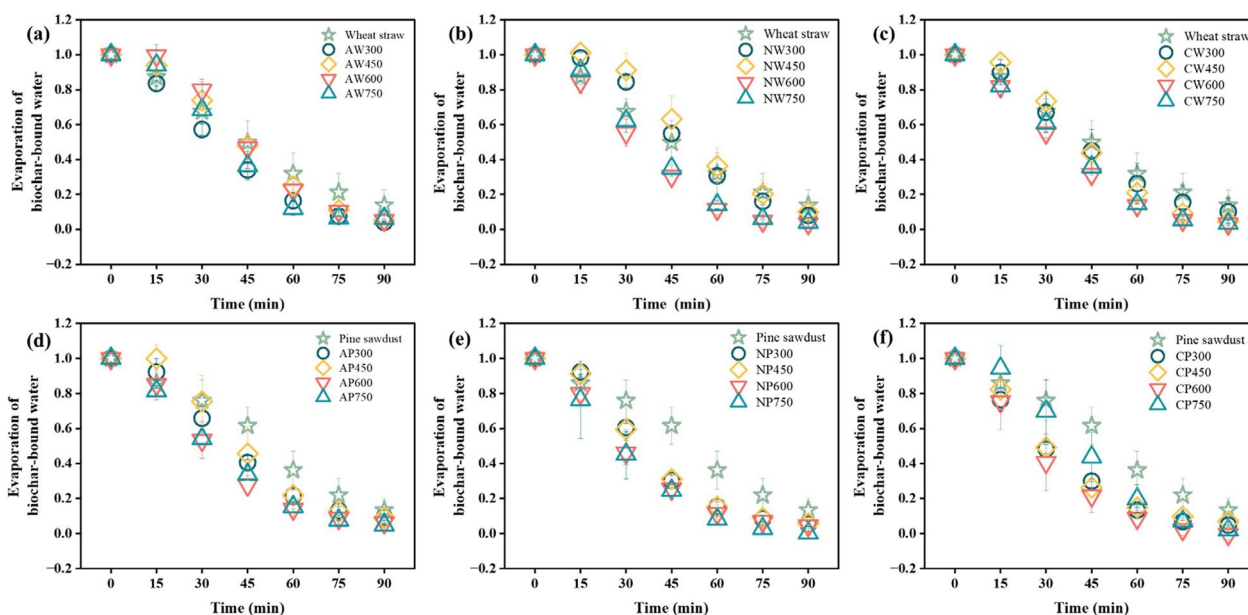 (a)
Evaporation of
biochar-bound water
1.2
1.0
0.8
0.6
0.4
0.2
0.0
−0.2
0 15 30 45 60 75 90
Time (min)
Wheat straw
AW300
AW450
AW600
AW750
(b)
Evaporation of
biochar-bound water
1.2
1.0
0.8
0.6
0.4
0.2
0.0
−0.2
0 15 30 45 60 75 90
Time (min)
Wheat straw
NW300
NW450
NW600
NW750
(c)
Evaporation of
biochar-bound water
1.2
1.0
0.8
0.6
0.4
0.2
0.0
−0.2
0 15 30 45 60 75 90
Time (min)
Wheat straw
CW300
CW450
CW600
CW750
(d)
Evaporation of
biochar-bound water
1.2
1.0
0.8
0.6
0.4
0.2
0.0
−0.2
0 15 30 45 60 75 90
Time (min)
Pine sawdust
AP300
AP450
AP600
AP750
(e)
Evaporation of
biochar-bound water
1.2
1.0
0.8
0.6
0.4
0.2
0.0
−0.2
0 15 30 45 60 75 90
Time (min)
Pine sawdust
NP300
NP450
NP600
NP750
(f)
Evaporation of
biochar-bound water
1.2
1.0
0.8
0.6
0.4
0.2
0.0
−0.2
0 15 30 45 60 75 90
Time (min)
Pine sawdust
CP300
CP450
CP600
CP750